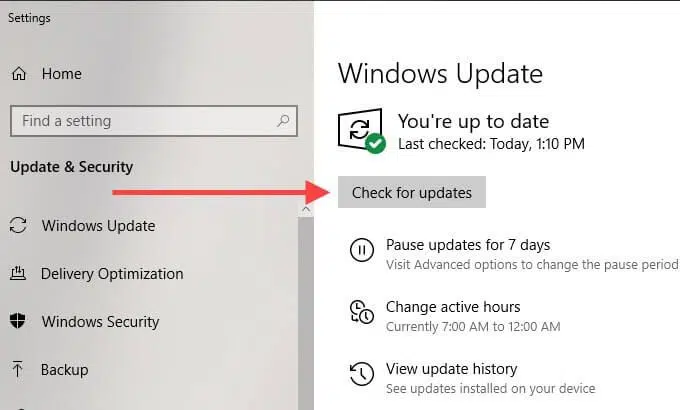 Settings
Home
Find a setting
Update & Security
Windows Update
Delivery Optimization
Windows Security
Backup
Windows Update
You're up to date
Last checked: Today, 1:10 PM
Check for updates
Pause updates for 7 days
Visit Advanced options to change the pause period
Change active hours
Currently 7:00 AM to 12:00 AM
View update history
See updates installed on your device